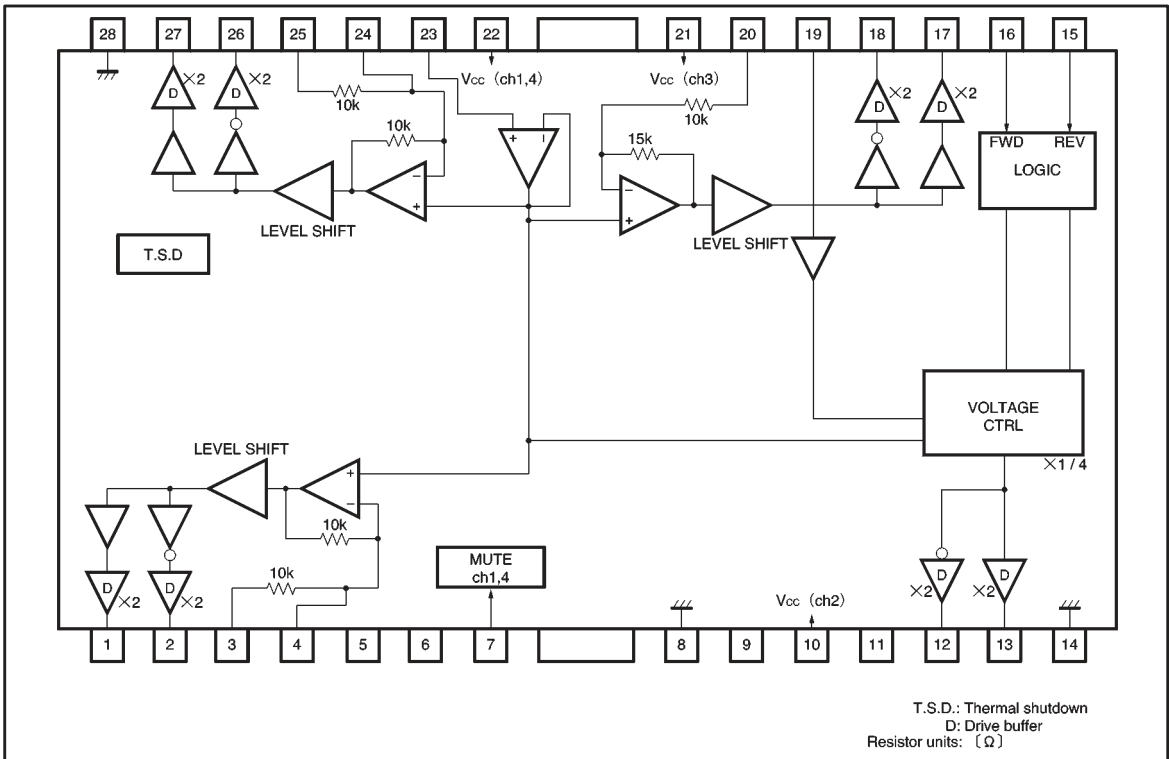 28 27 26 25 24 23 22 21 20 19 18 17 16 15
D ×2 D ×2 Vcc (ch1,4) Vcc (ch3) D ×2 D ×2
10k 10k
10k + − 15k FWD REV
LOGIC
− + − +
LEVEL SHIFT LEVEL SHIFT
T.S.D
VOLTAGE
CTRL
×1 / 4
LEVEL SHIFT
+ −
10k
10k MUTE
ch1,4
D ×2 D ×2 Vcc (ch2) ×2 D ×2 D
1 2 3 4 5 6 7 8 9 10 11 12 13 14
T.S.D.: Thermal shutdown
D: Drive buffer
Resistor units: 〔Ω〕